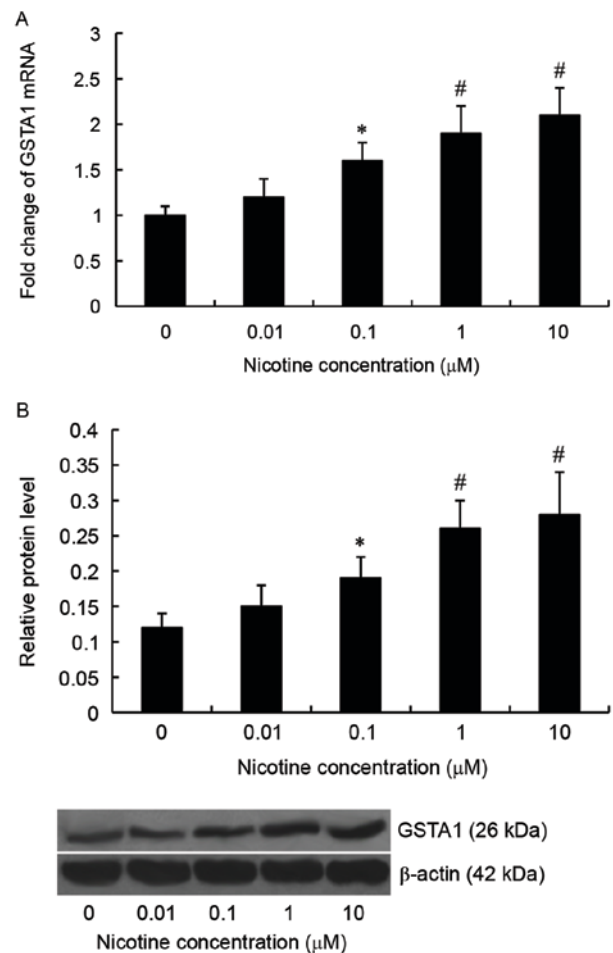 A
Fold change of GSTA1 mRNA
3
2.5
2
1.5
1
0.5
0
*
#
#
0 0.01 0.1 1 10
Nicotine concentration (μM)
B
Relative protein level
0.4
0.35
0.3
0.25
0.2
0.15
0.1
0.05
0
*
#
#
0 0.01 0.1 1 10
Nicotine concentration (μM)
GSTA1 (26 kDa)
β-actin (42 kDa)
0 0.01 0.1 1 10
Nicotine concentration (μM)